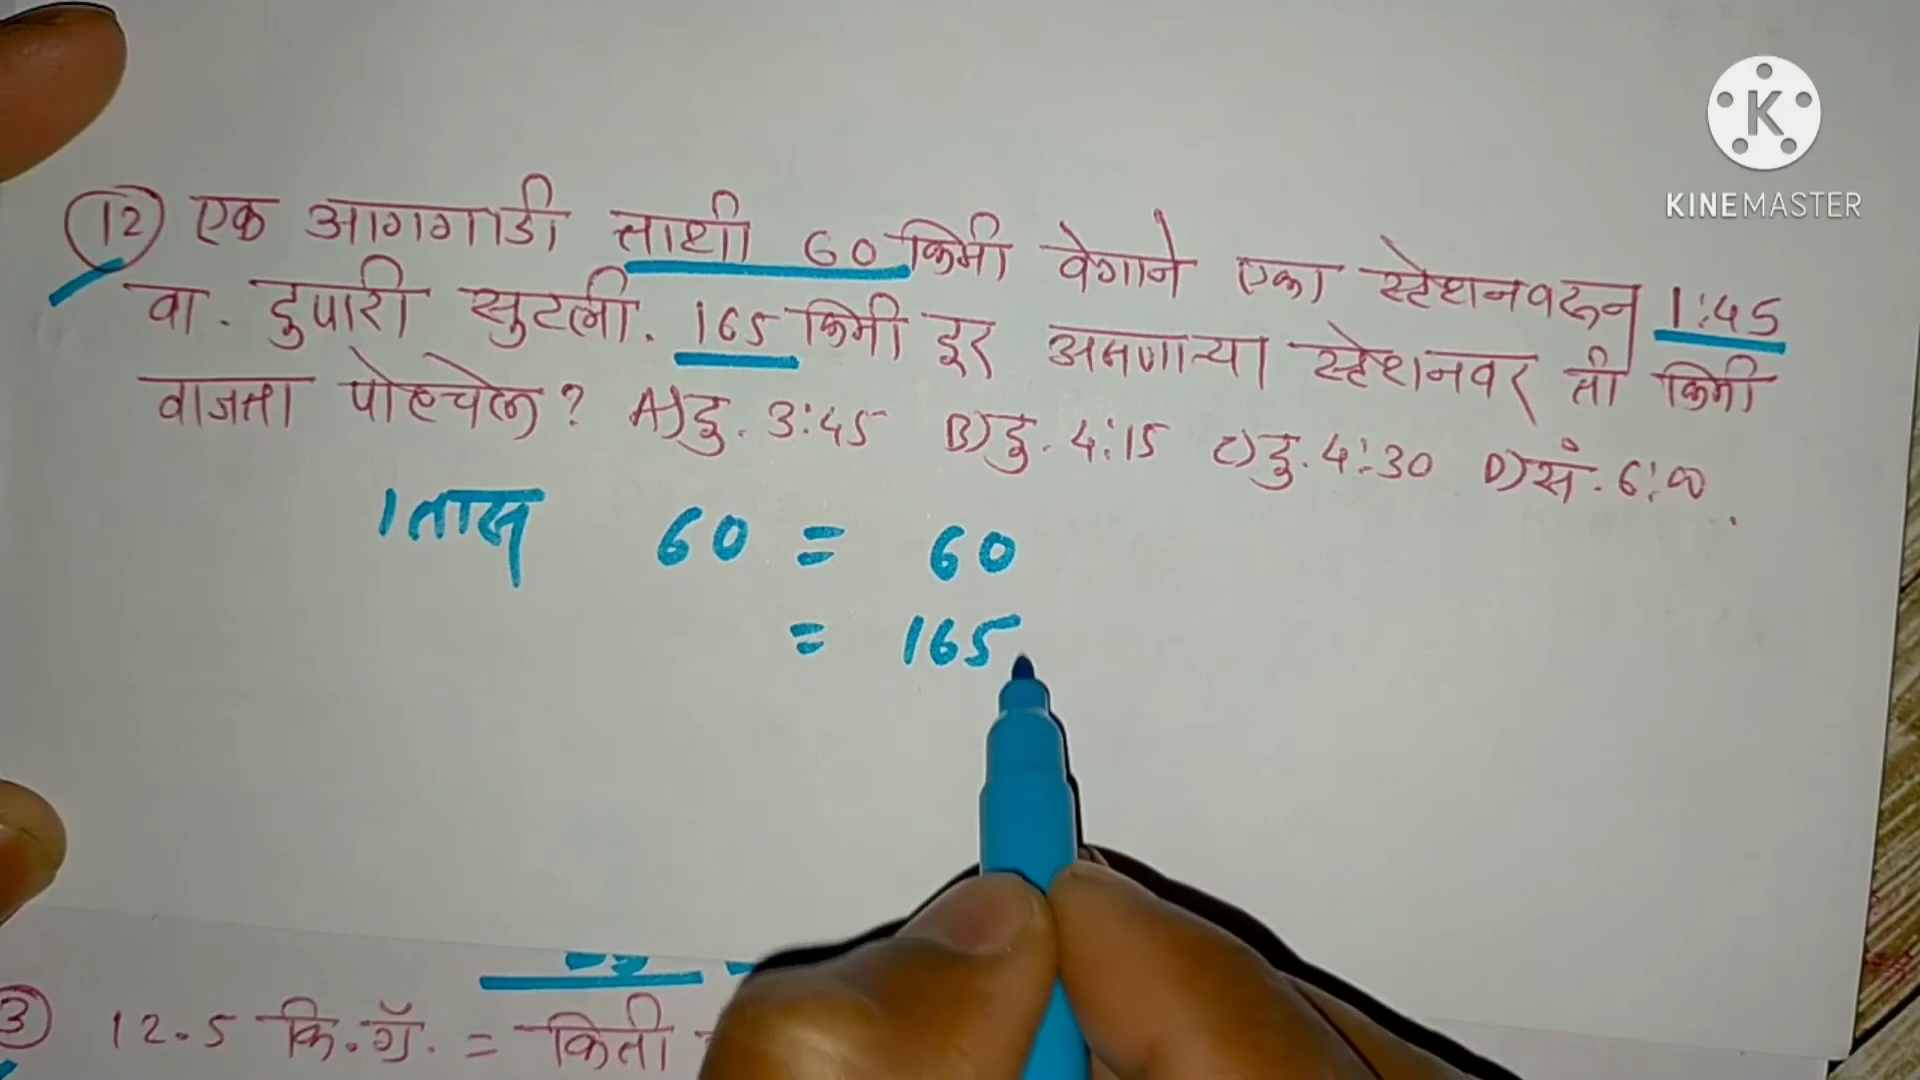 K
KINEMASTER
12 एक आगगाडी ताशी 60 किमी वेगाने एका स्टेशनवरून 1:45
वा. दुपारी सुटली. 165 किमी दूर असणाऱ्या स्टेशनवर ती किती
वाजता पोहचेल? A) दु. 3:45 B) दु. 4:15 C) दु. 4:30 D) सं. 6:00
1 तास 60 = 60
= 165
3 12.5 कि.ग्रॅ. = किती